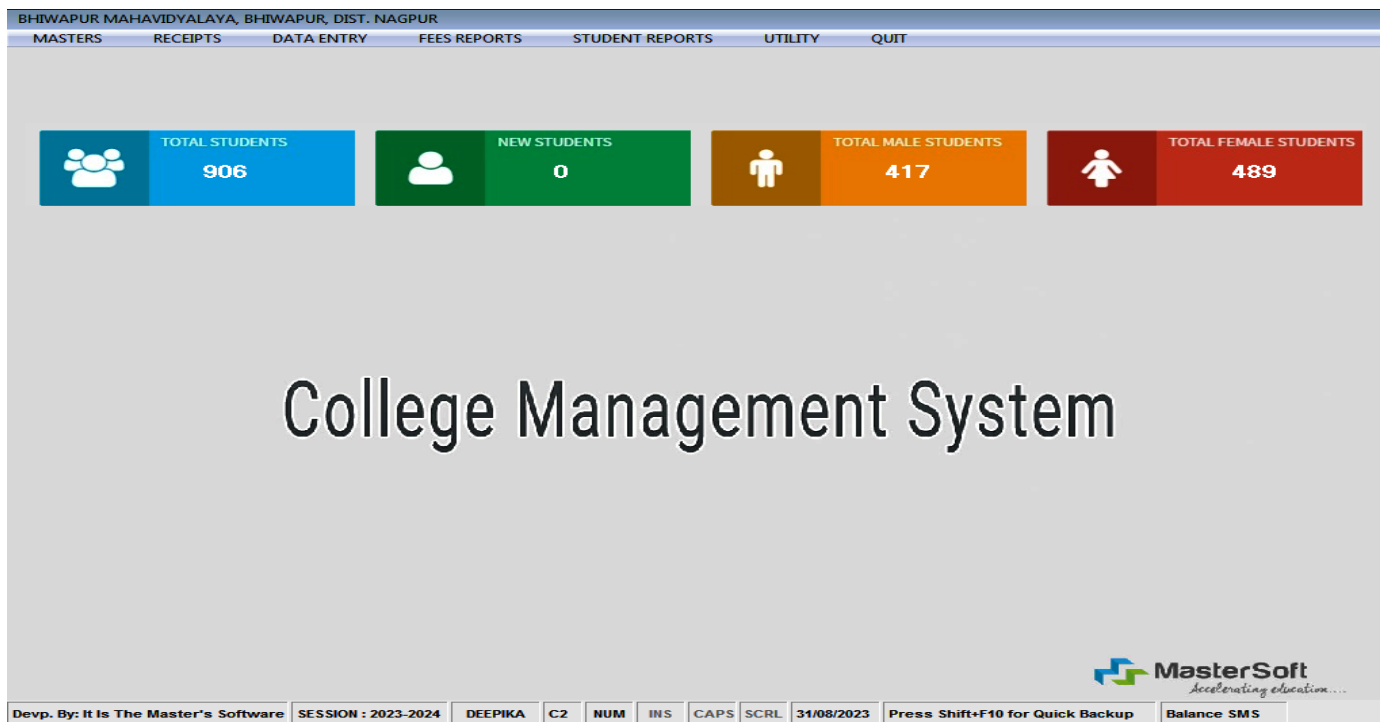 BHIWAPUR MAHAVIDYALAYA, BHIWAPUR, DIST. NAGPUR
MASTERS RECEIPTS DATA ENTRY FEES REPORTS STUDENT REPORTS UTILITY QUIT
TOTAL STUDENTS NEW STUDENTS TOTAL MALE STUDENTS TOTAL FEMALE STUDENTS
906 0 417 489
College Management System
MasterSoft
Accelerating education....
Devp. By: It Is The Master's Software SESSION : 2023-2024 DEEPIKA C2 NUM INS CAPS SCRL 31/08/2023 Press Shift+F10 for Quick Backup Balance SMS